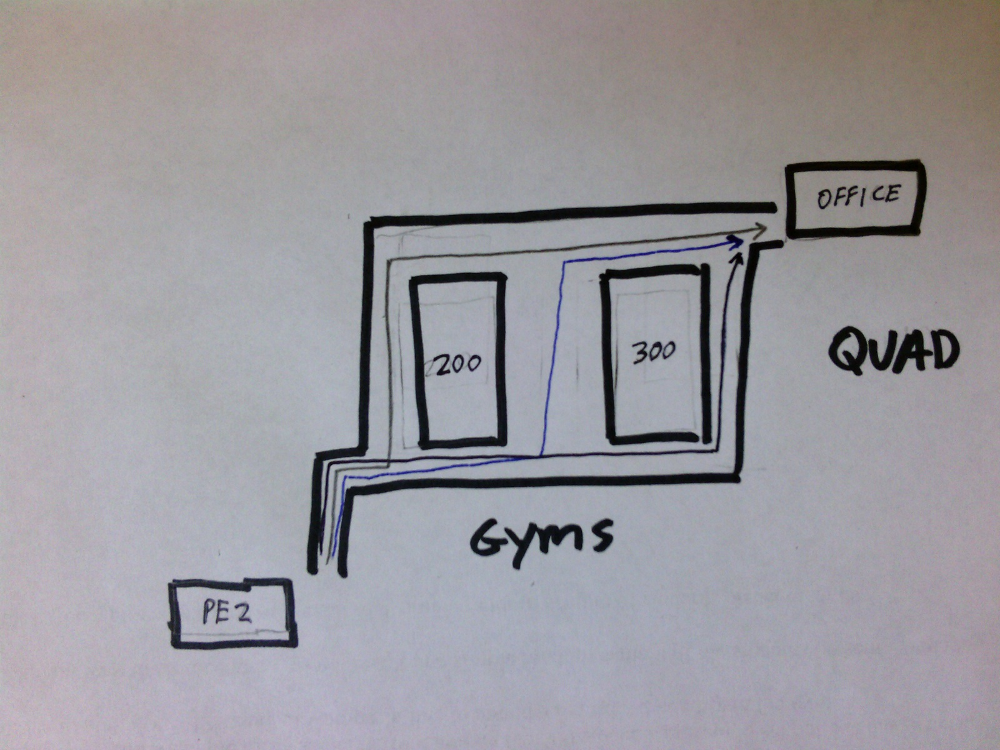 OFFICE
QUAD
200
300
Gyms
PE2